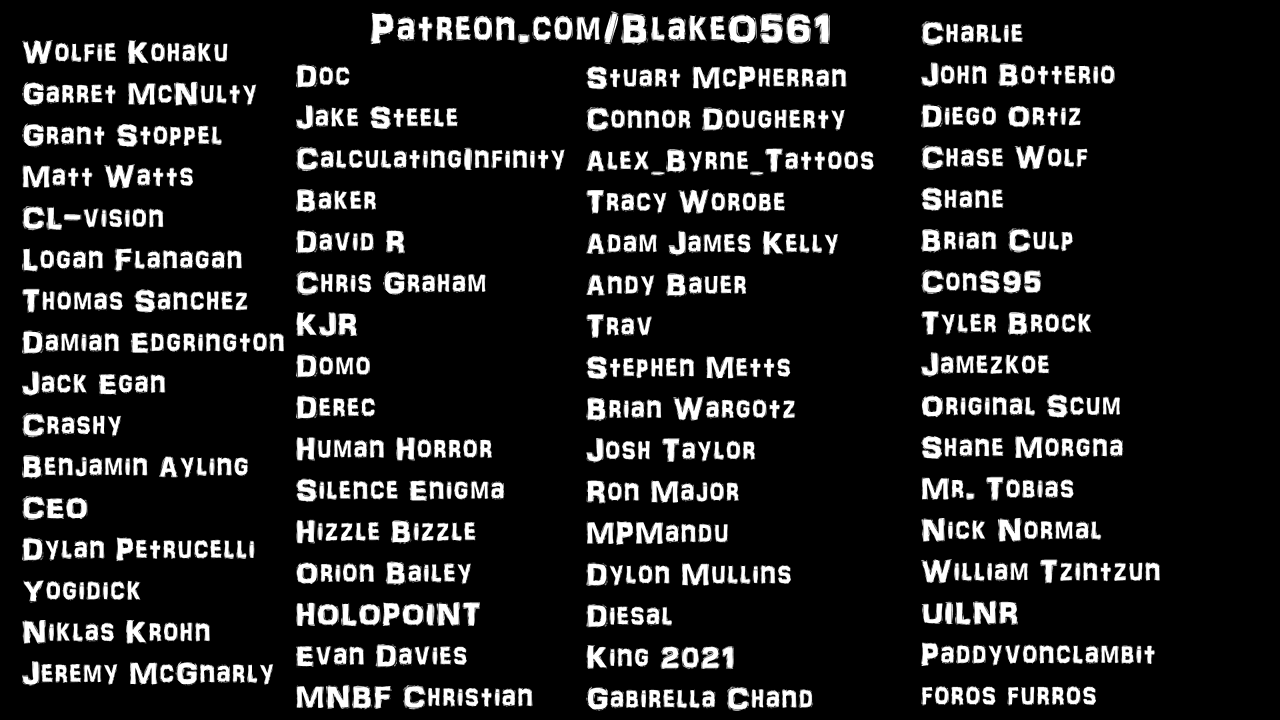 Patreon.com/Blake0561
Wolfie Kohaku
Garret McNulty
Grant Stoppel
Matt Watts
CL-vision
Logan Flanagan
Thomas Sanchez
Damian Edgrington
Jack Egan
Crashy
Benjamin Ayling
CEO
Dylan Petrucelli
Yogidick
Niklas Krohn
Jeremy McGnarly
Doc
Jake Steele
CalculatingInfinity
Baker
David R
Chris Graham
KJR
Domo
Derec
Human Horror
Silence Enigma
Hizzle Bizzle
Orion Bailey
HOLOPOINT
Evan Davies
MNBF Christian
Stuart McPherran
Connor Dougherty
Alex_Byrne_Tattoos
Tracy Worobe
Adam James Kelly
Andy Bauer
Trav
Stephen Metts
Brian Wargotz
Josh Taylor
Ron Major
MPMandu
Dylon Mullins
Diesal
King 2021
Gabirella Chand
Charlie
John Botterio
Diego Ortiz
Chase Wolf
Shane
Brian Culp
ConS95
Tyler Brock
Jamezkoe
Original Scum
Shane Morgna
Mr. Tobias
Nick Normal
William Tzintzun
UILNR
Paddyvonclambit
foros furros